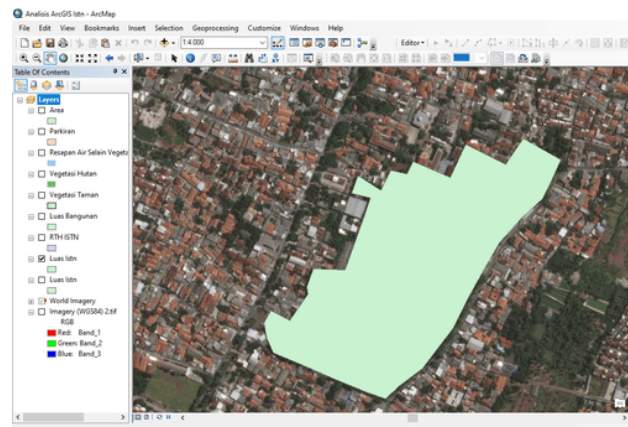 Analisis ArcGIS Istn - ArcMap
File Edit View Bookmarks Insert Selection Geoprocessing Customize Windows Help
1:4.000
Editor
Table Of Contents
Layers
Area
Parkiran
Resapan Air Selain Vegeta
Vegetasi Hutan
Vegetasi Taman
Luas Bangunan
RTH ISTN
Luas Istn
Luas Istn
World Imagery
Imagery (WGS84) 2.tif
RGB
Red: Band_1
Green: Band_2
Blue: Band_3